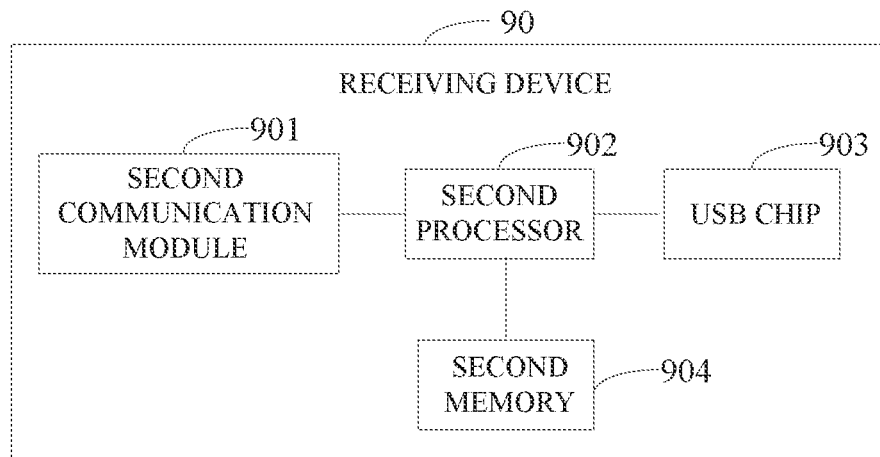 90
RECEIVING DEVICE
901
902
903
SECOND
COMMUNICATION
MODULE
SECOND
PROCESSOR
USB CHIP
SECOND
MEMORY
904